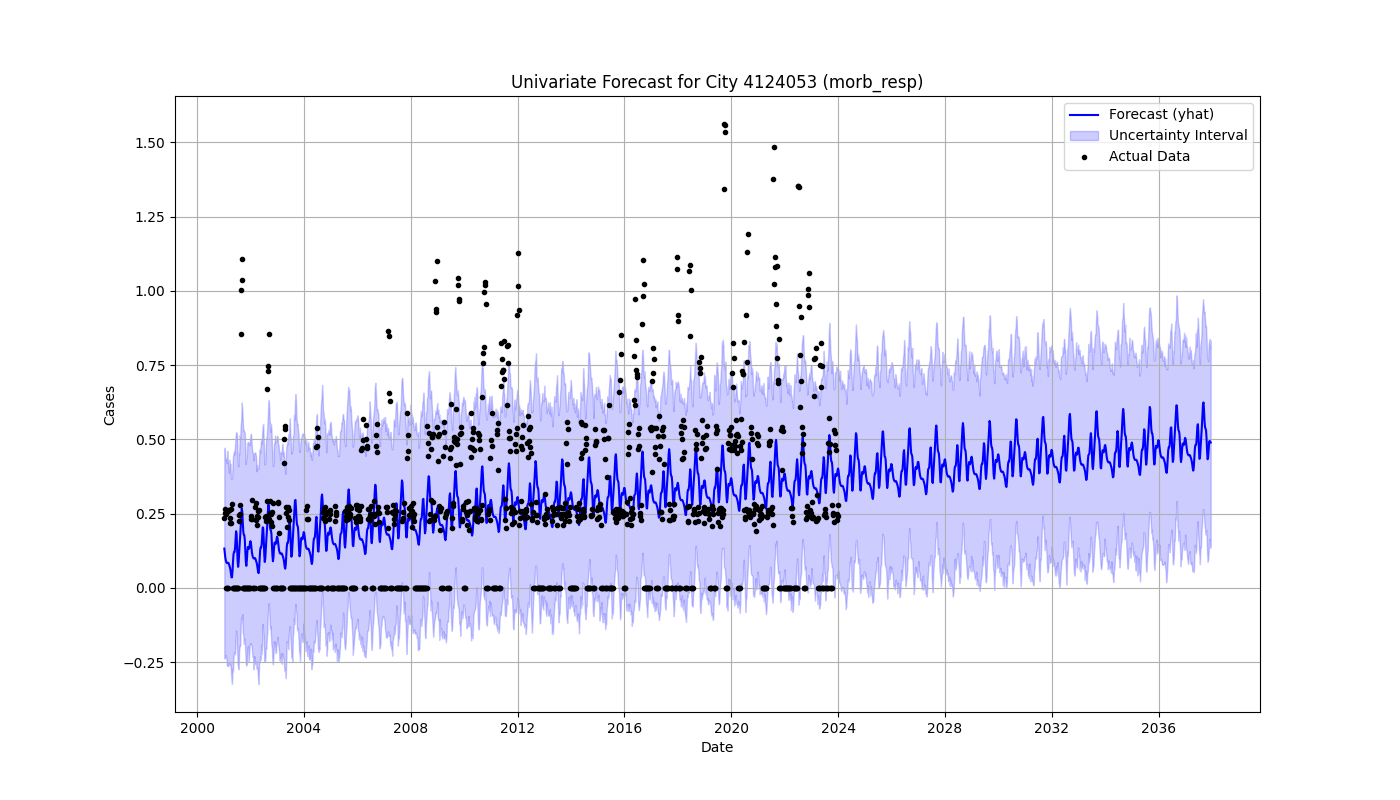 Univariate Forecast for City 4124053 (morb_resp)
Forecast (yhat)
Uncertainty Interval
Actual Data
Cases
1.50
1.25
1.00
0.75
0.50
0.25
0.00
−0.25
2000 2004 2008 2012 2016 2020 2024 2028 2032 2036
Date